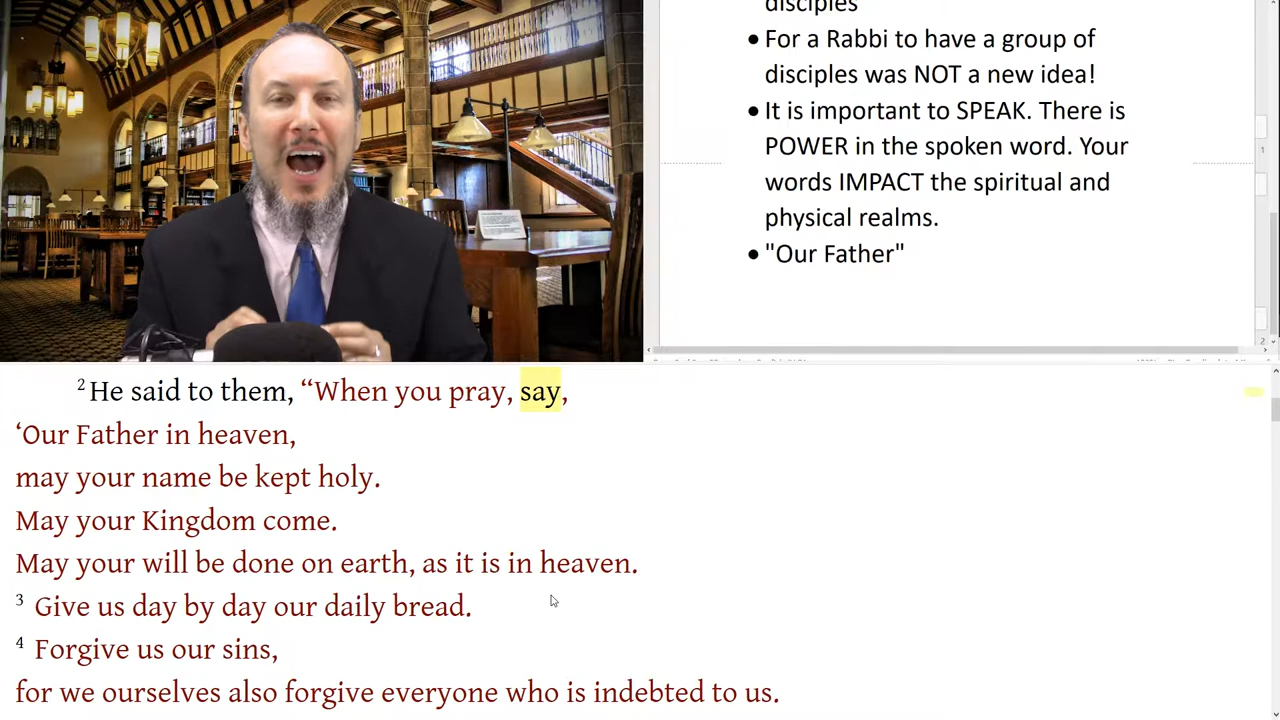 disciples
• For a Rabbi to have a group of
disciples was NOT a new idea!
• It is important to SPEAK. There is
POWER in the spoken word. Your
words IMPACT the spiritual and
physical realms.
• "Our Father"
1
2
2 He said to them, “When you pray, say,
‘Our Father in heaven,
may your name be kept holy.
May your Kingdom come.
May your will be done on earth, as it is in heaven.
3 Give us day by day our daily bread.
4 Forgive us our sins,
for we ourselves also forgive everyone who is indebted to us.